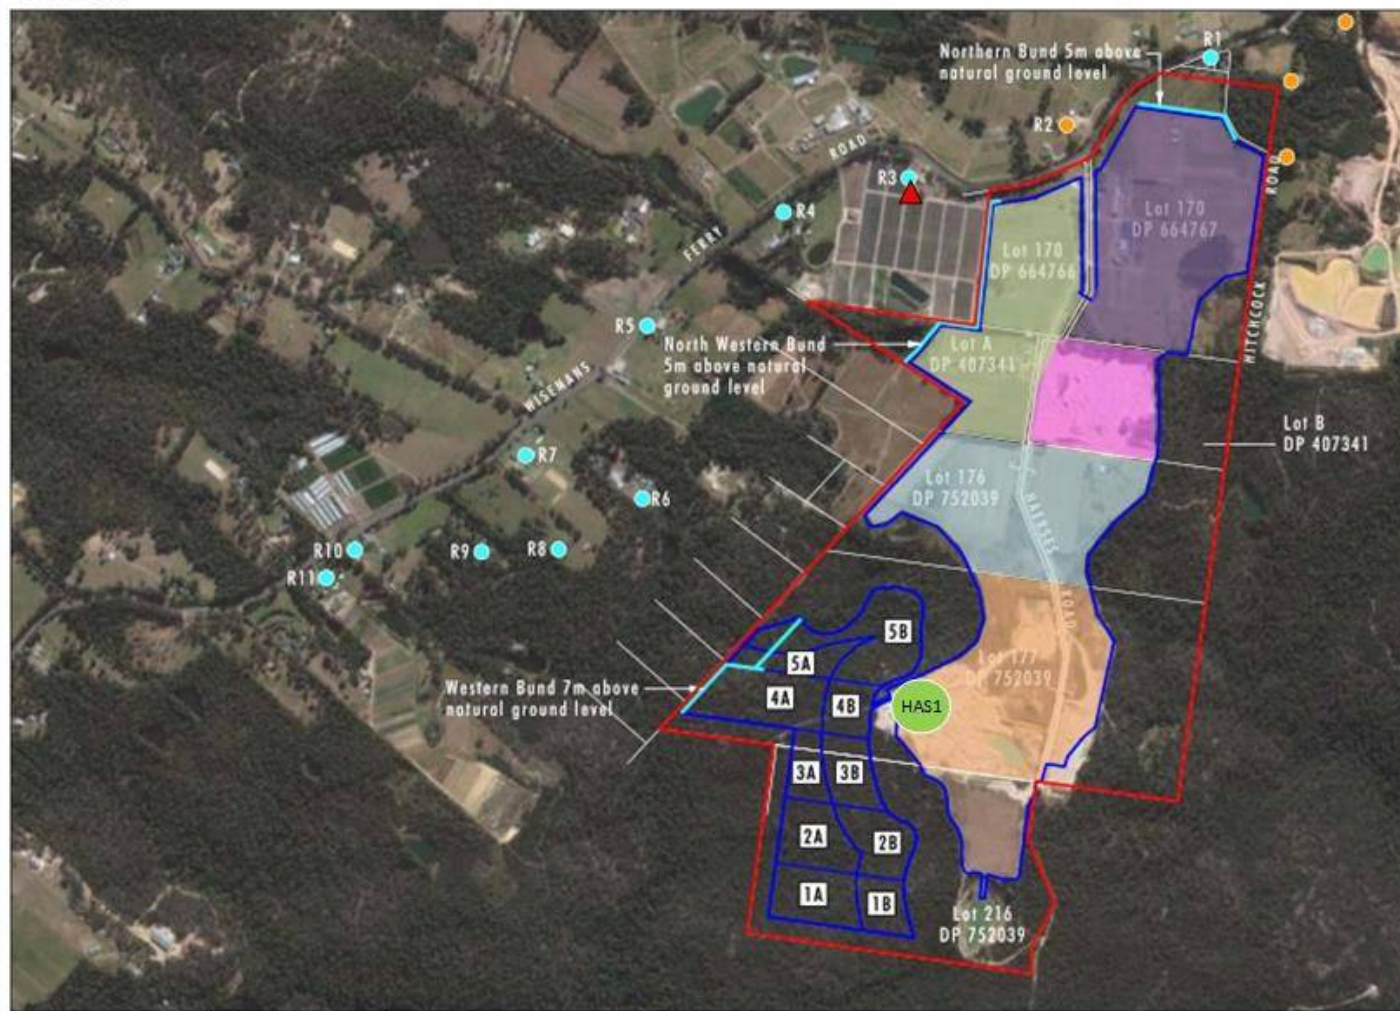 R1
Northern Bund 5m above
natural ground level
R2
ROAD
R3
R4
FERRY
Lot 170
DP 664767
Lot 170
DP 664766
ROAD
HITCHCOCK
R5
North Western Bund
5m above natural
ground level
Lot A
DP 407341
WISEMANS
Lot B
DP 407341
R7
R6
Lot 176
DP 752039
HAERSES
ROAD
R10
R9
R8
R11
5B
5A
Lot 177
DP 752039
Western Bund 7m above
natural ground level
4A
4B
HAS1
3A
3B
2A
2B
1A
1B
Lot 216
DP 752039